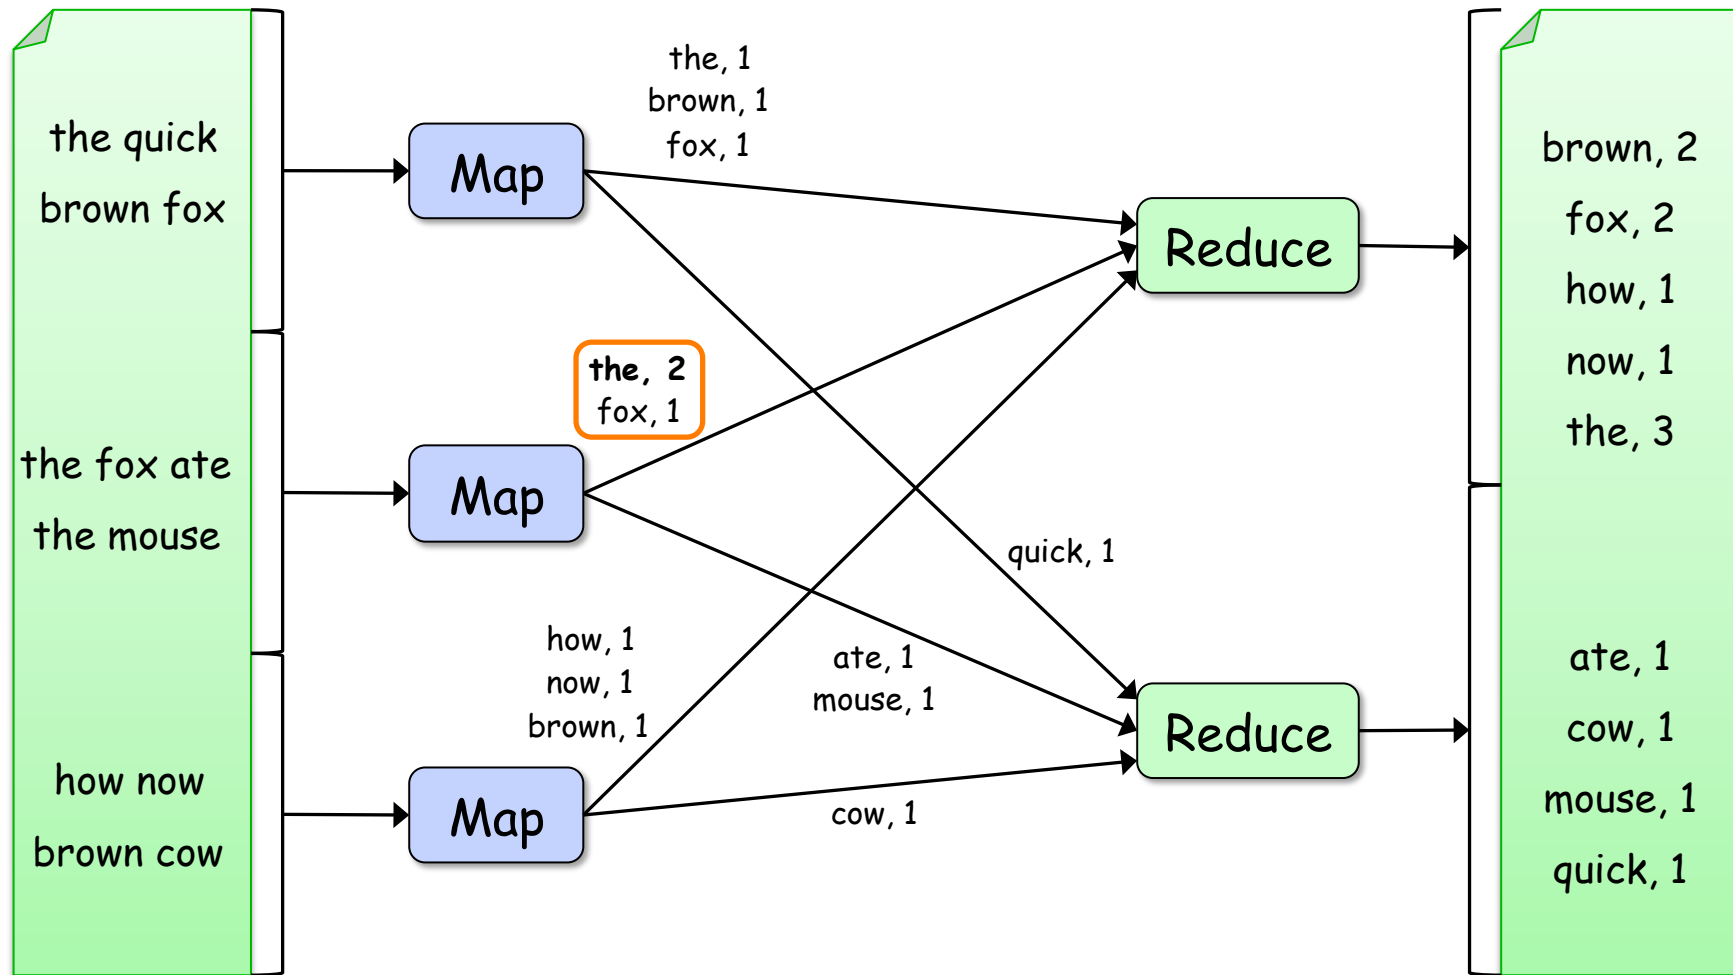 the quick
brown fox
the fox ate
the mouse
how now
brown cow
Map
Map
Map
the, 1
brown, 1
fox, 1
the, 2
fox, 1
how, 1
now, 1
brown, 1
quick, 1
ate, 1
mouse, 1
cow, 1
Reduce
Reduce
brown, 2
fox, 2
how, 1
now, 1
the, 3
ate, 1
cow, 1
mouse, 1
quick, 1